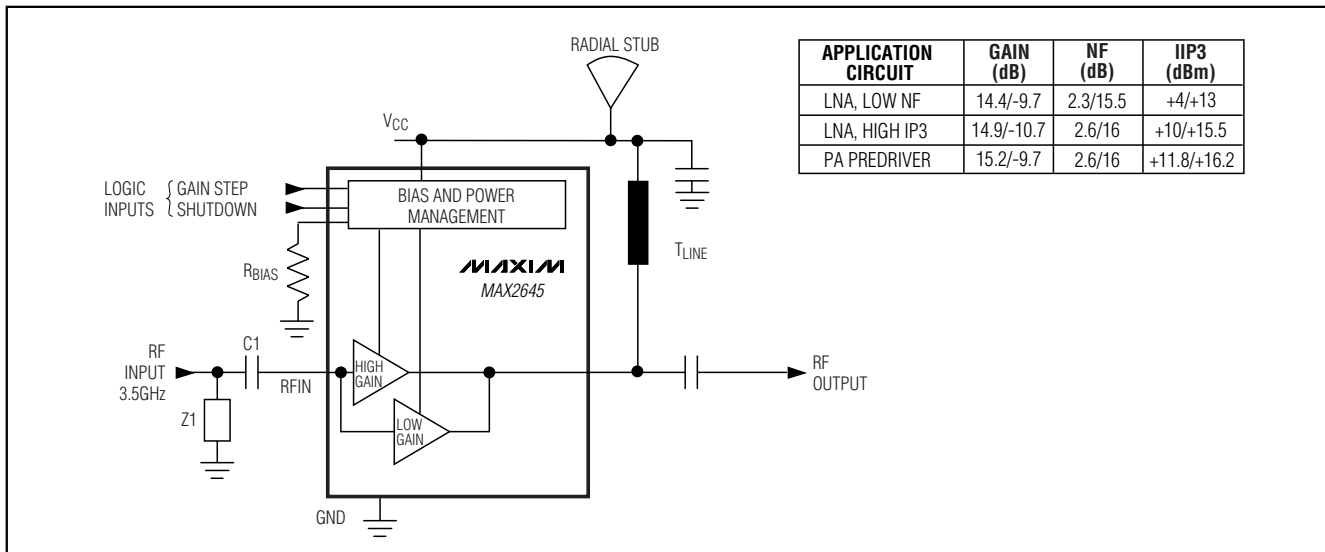 RADIAL STUB
VCC
LOGIC
INPUTS
GAIN STEP
SHUTDOWN
BIAS AND POWER
MANAGEMENT
RBIAS
MAXIM
MAX2645
TLINE
RF
INPUT
3.5GHz
C1
RFIN
Z1
HIGH
GAIN
LOW
GAIN
RF
OUTPUT
GND
APPLICATION CIRCUIT GAIN (dB) NF (dB) IIP3 (dBm)
LNA, LOW NF 14.4/-9.7 2.3/15.5 +4/+13
LNA, HIGH IP3 14.9/-10.7 2.6/16 +10/+15.5
PA PREDRIVER 15.2/-9.7 2.6/16 +11.8/+16.2